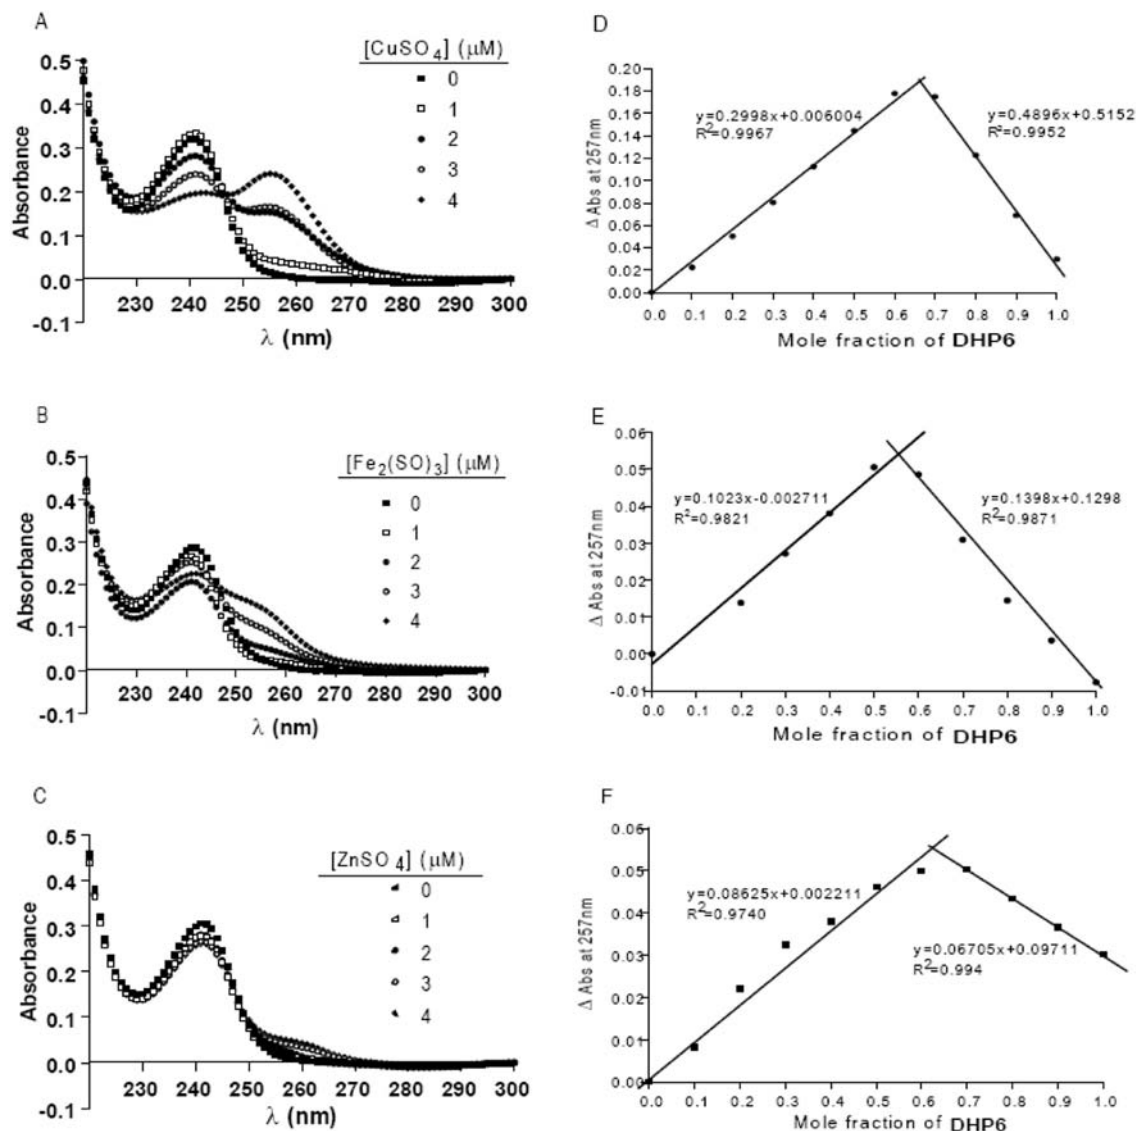 A
[CuSO4] (μM)
0
1
2
3
4
0.5
0.4
0.3
0.2
0.1
0.0
-0.1
Absorbance
230 240 250 260 270 280 290 300
λ (nm)
D
0.20
0.18
0.16
0.14
0.12
0.10
0.08
0.06
0.04
0.02
0.00
Δ Abs at 257nm
y=0.2998x+0.006004
R²=0.9967
y=0.4896x+0.5152
R²=0.9952
0.0 0.1 0.2 0.3 0.4 0.5 0.6 0.7 0.8 0.9 1.0
Mole fraction of DHP6
B
[Fe2(SO)3] (μM)
0
1
2
3
4
0.5
0.4
0.3
0.2
0.1
0.0
-0.1
Absorbance
230 240 250 260 270 280 290 300
λ (nm)
E
0.06
0.05
0.04
0.03
0.02
0.01
0.00
-0.01
Δ Abs at 257nm
y=0.1023x-0.002711
R²=0.9821
y=0.1398x+0.1298
R²=0.9871
0.0 0.1 0.2 0.3 0.4 0.5 0.6 0.7 0.8 0.9 1.0
Mole fraction of DHP6
C
[ZnSO4] (μM)
0
1
2
3
4
0.5
0.4
0.3
0.2
0.1
0.0
-0.1
Absorbance
230 240 250 260 270 280 290 300
λ (nm)
F
0.06
0.05
0.04
0.03
0.02
0.01
0.00
Δ Abs at 257nm
y=0.08625x+0.002211
R²=0.9740
y=0.06705x+0.09711
R²=0.994
0.0 0.1 0.2 0.3 0.4 0.5 0.6 0.7 0.8 0.9 1.0
Mole fraction of DHP6